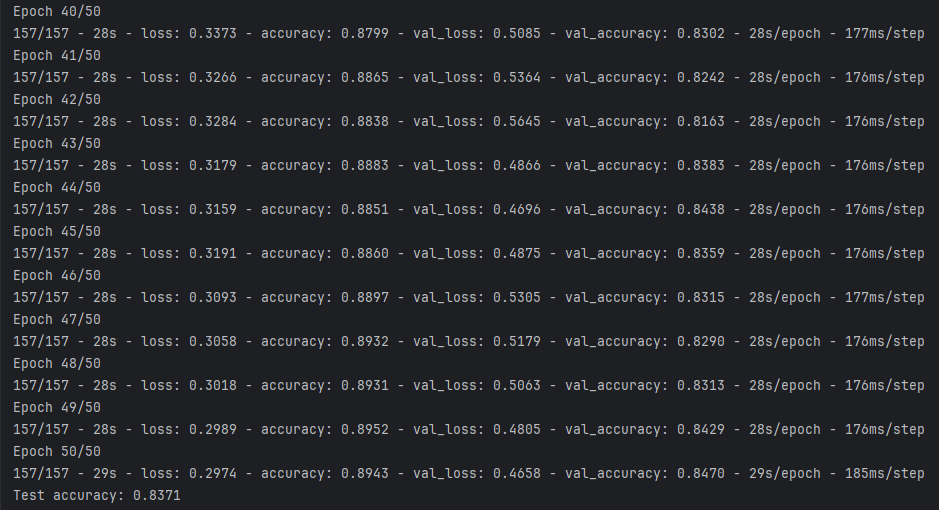 Epoch 40/50
157/157 - 28s - loss: 0.3373 - accuracy: 0.8799 - val_loss: 0.5085 - val_accuracy: 0.8302 - 28s/epoch - 177ms/step
Epoch 41/50
157/157 - 28s - loss: 0.3266 - accuracy: 0.8865 - val_loss: 0.5364 - val_accuracy: 0.8242 - 28s/epoch - 176ms/step
Epoch 42/50
157/157 - 28s - loss: 0.3284 - accuracy: 0.8838 - val_loss: 0.5645 - val_accuracy: 0.8163 - 28s/epoch - 176ms/step
Epoch 43/50
157/157 - 28s - loss: 0.3179 - accuracy: 0.8883 - val_loss: 0.4866 - val_accuracy: 0.8383 - 28s/epoch - 176ms/step
Epoch 44/50
157/157 - 28s - loss: 0.3159 - accuracy: 0.8851 - val_loss: 0.4696 - val_accuracy: 0.8438 - 28s/epoch - 176ms/step
Epoch 45/50
157/157 - 28s - loss: 0.3191 - accuracy: 0.8860 - val_loss: 0.4875 - val_accuracy: 0.8359 - 28s/epoch - 176ms/step
Epoch 46/50
157/157 - 28s - loss: 0.3093 - accuracy: 0.8897 - val_loss: 0.5305 - val_accuracy: 0.8315 - 28s/epoch - 177ms/step
Epoch 47/50
157/157 - 28s - loss: 0.3058 - accuracy: 0.8932 - val_loss: 0.5179 - val_accuracy: 0.8290 - 28s/epoch - 176ms/step
Epoch 48/50
157/157 - 28s - loss: 0.3018 - accuracy: 0.8931 - val_loss: 0.5063 - val_accuracy: 0.8313 - 28s/epoch - 176ms/step
Epoch 49/50
157/157 - 28s - loss: 0.2989 - accuracy: 0.8952 - val_loss: 0.4805 - val_accuracy: 0.8429 - 28s/epoch - 176ms/step
Epoch 50/50
157/157 - 29s - loss: 0.2974 - accuracy: 0.8943 - val_loss: 0.4658 - val_accuracy: 0.8470 - 29s/epoch - 185ms/step
Test accuracy: 0.8371